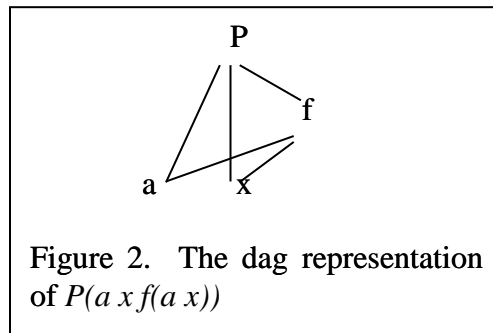 P
f
a x
Figure 2. The dag representation
of P(a x f(a x))